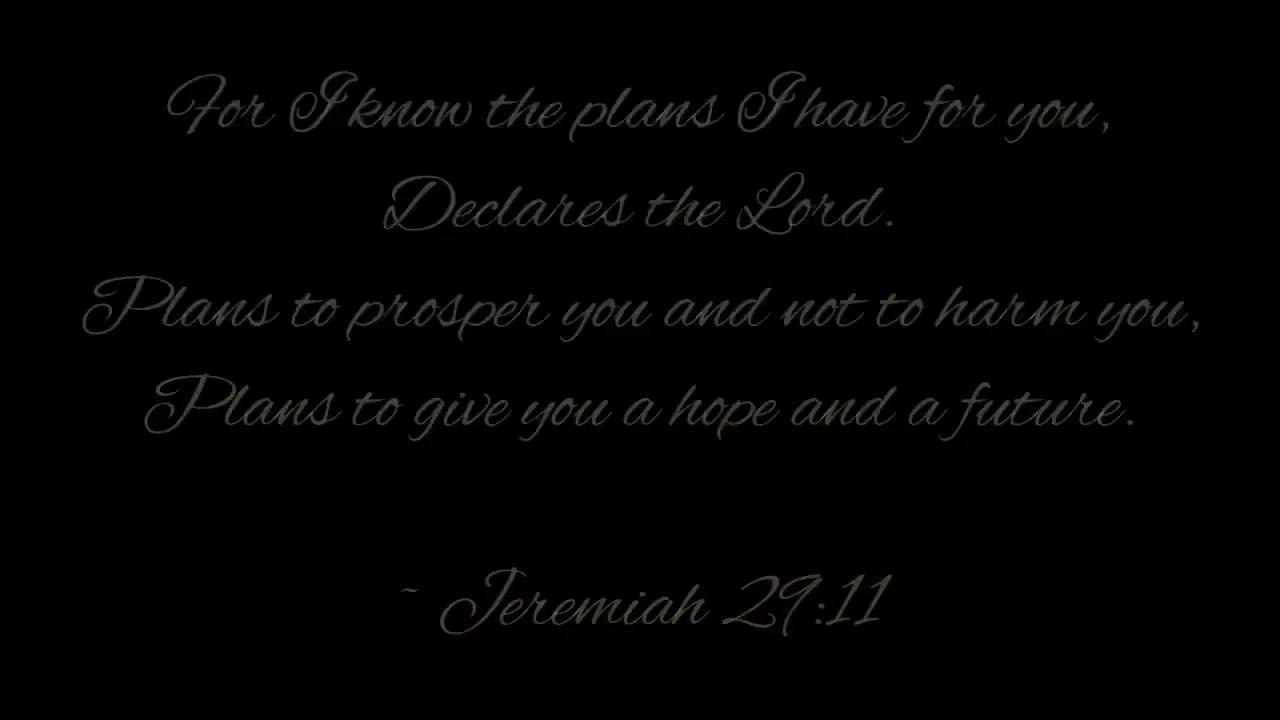 For I know the plans I have for you,
Declares the Lord.
Plans to prosper you and not to harm you,
Plans to give you a hope and a future.
~ Jeremiah 29:11